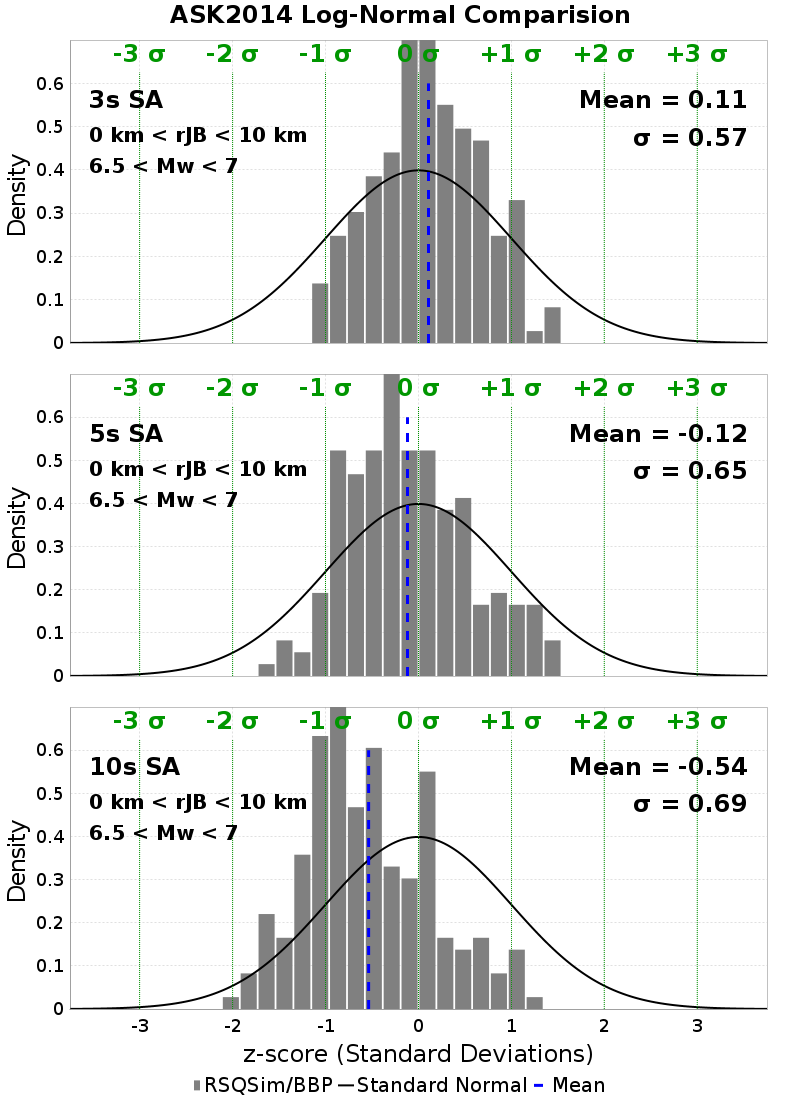 ASK2014 Log-Normal Comparision
-3 σ -2 σ -1 σ 0 σ +1 σ +2 σ +3 σ
3s SA
0 km < rJB < 10 km
6.5 < Mw < 7
Mean = 0.11
σ = 0.57
Density
0.6
0.5
0.4
0.3
0.2
0.1
0
-3 σ -2 σ -1 σ 0 σ +1 σ +2 σ +3 σ
5s SA
0 km < rJB < 10 km
6.5 < Mw < 7
Mean = -0.12
σ = 0.65
Density
0.6
0.5
0.4
0.3
0.2
0.1
0
-3 σ -2 σ -1 σ 0 σ +1 σ +2 σ +3 σ
10s SA
0 km < rJB < 10 km
6.5 < Mw < 7
Mean = -0.54
σ = 0.69
Density
0.6
0.5
0.4
0.3
0.2
0.1
0
-3 -2 -1 0 1 2 3
z-score (Standard Deviations)
RSQSim/BBP Standard Normal Mean